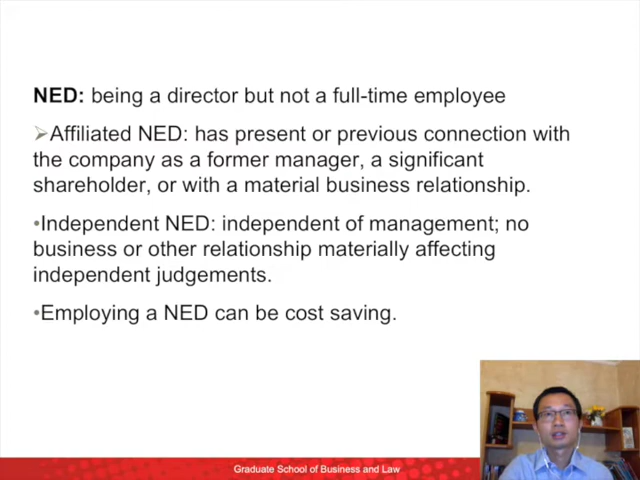 NED: being a director but not a full-time employee
➢Affiliated NED: has present or previous connection with
the company as a former manager, a significant
shareholder, or with a material business relationship.
•Independent NED: independent of management; no
business or other relationship materially affecting
independent judgements.
•Employing a NED can be cost saving.
Graduate School of Business and Law